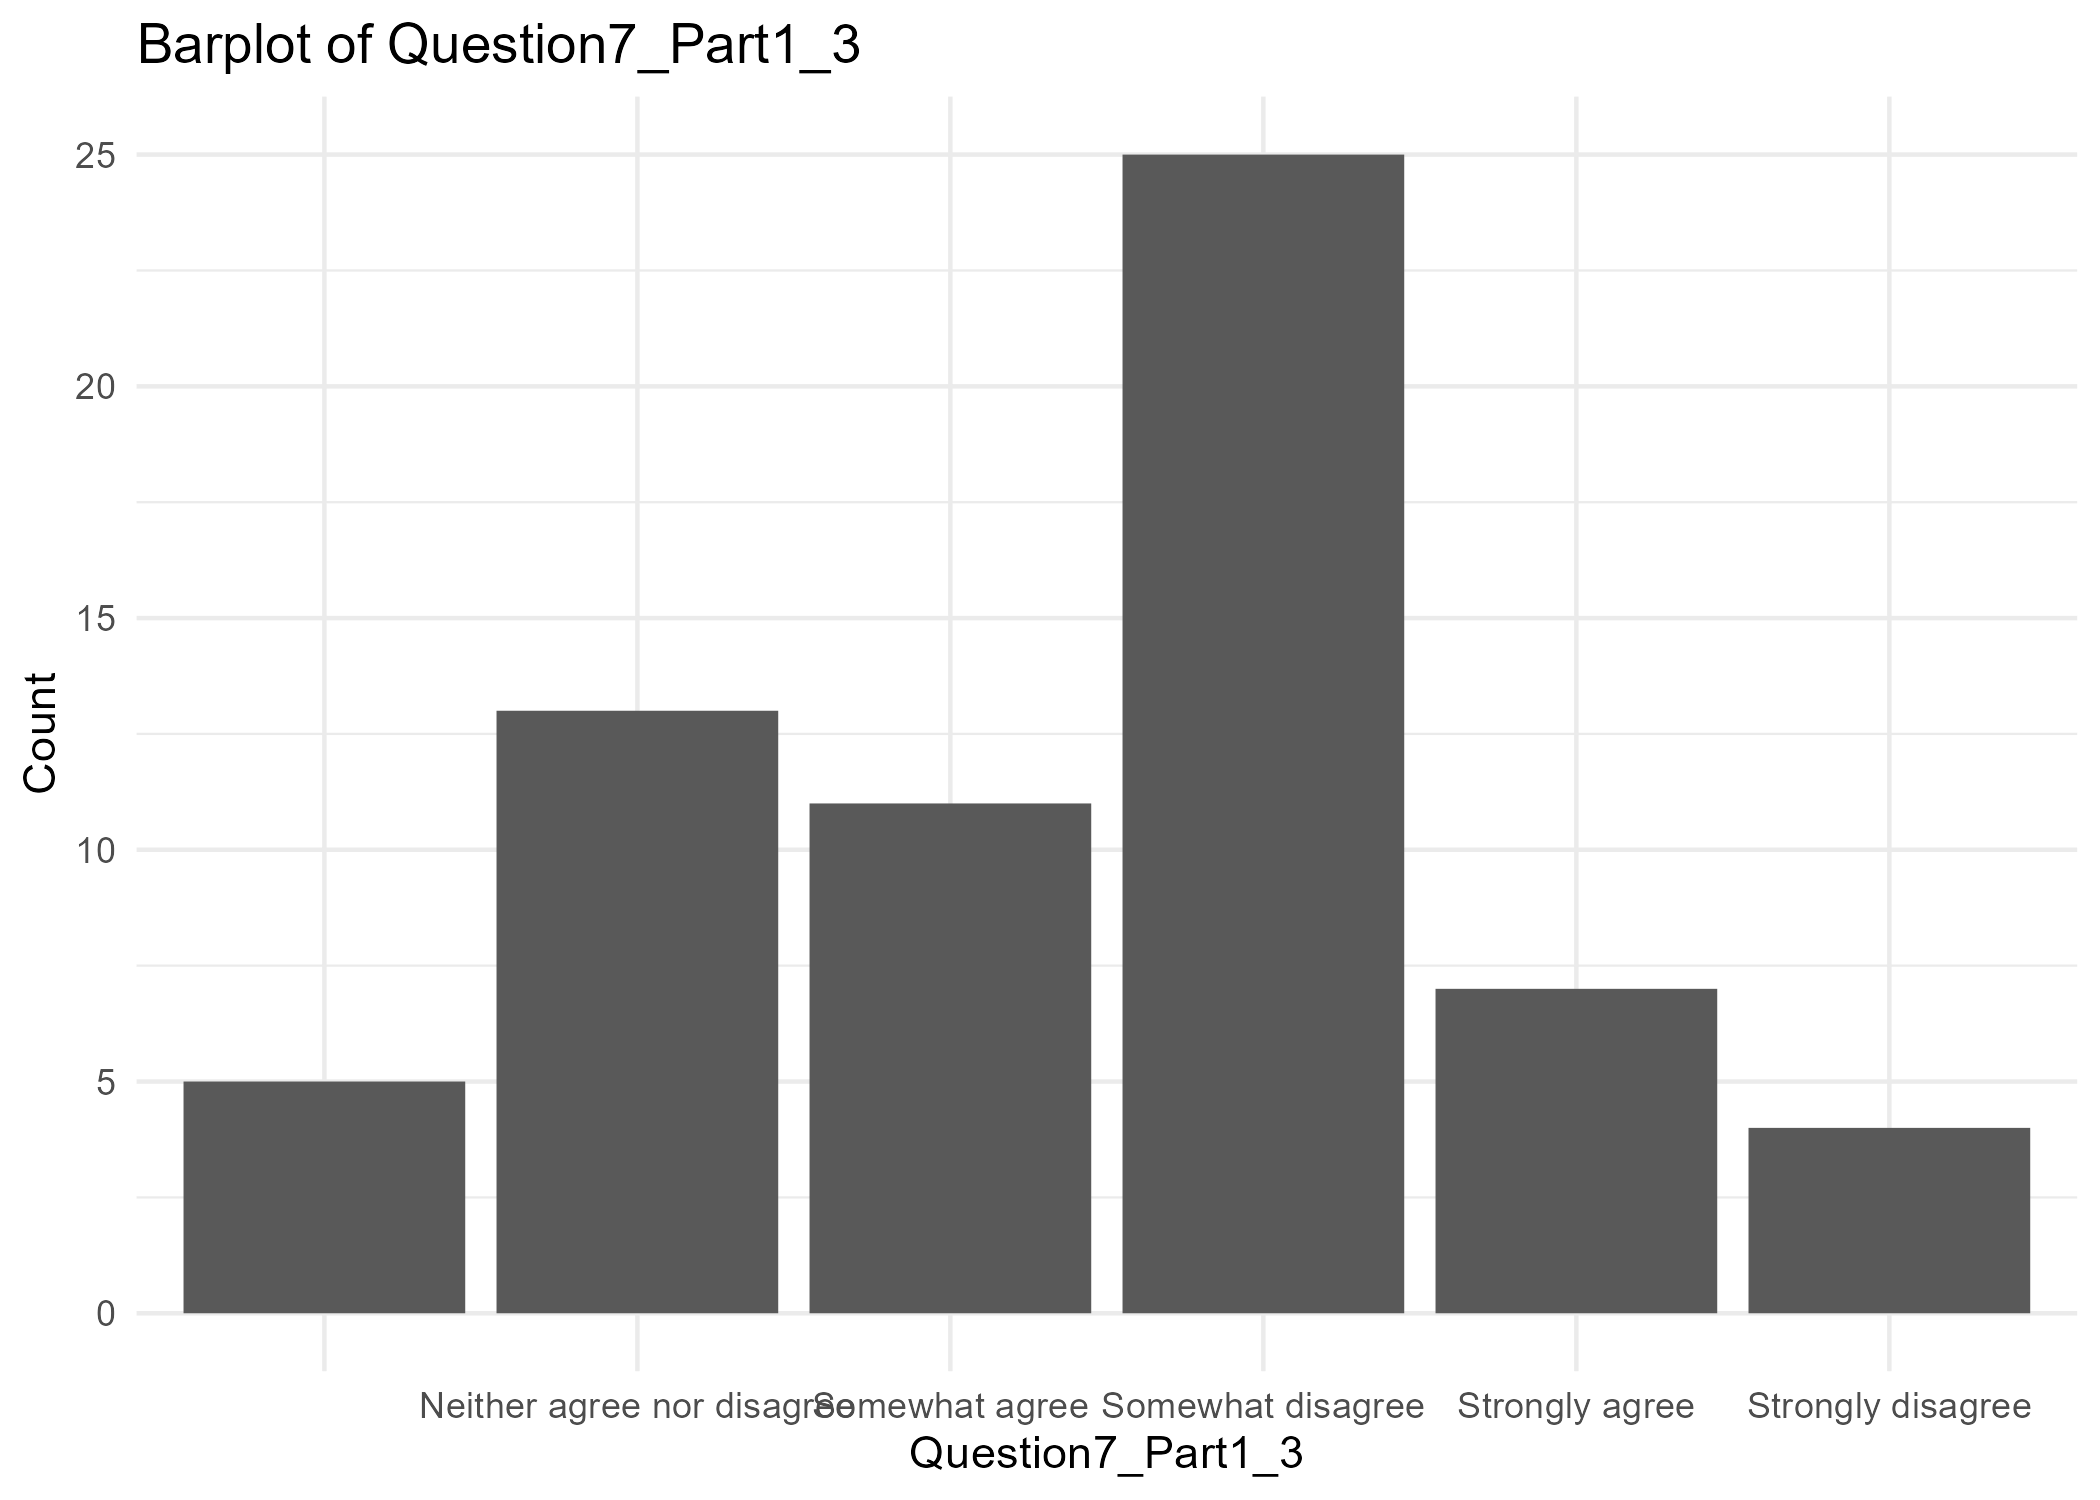 Barplot of Question7_Part1_3
25
20
15
10
5
0
Count
Neither agree nor disagree Somewhat agree Somewhat disagree Strongly agree Strongly disagree
Question7_Part1_3